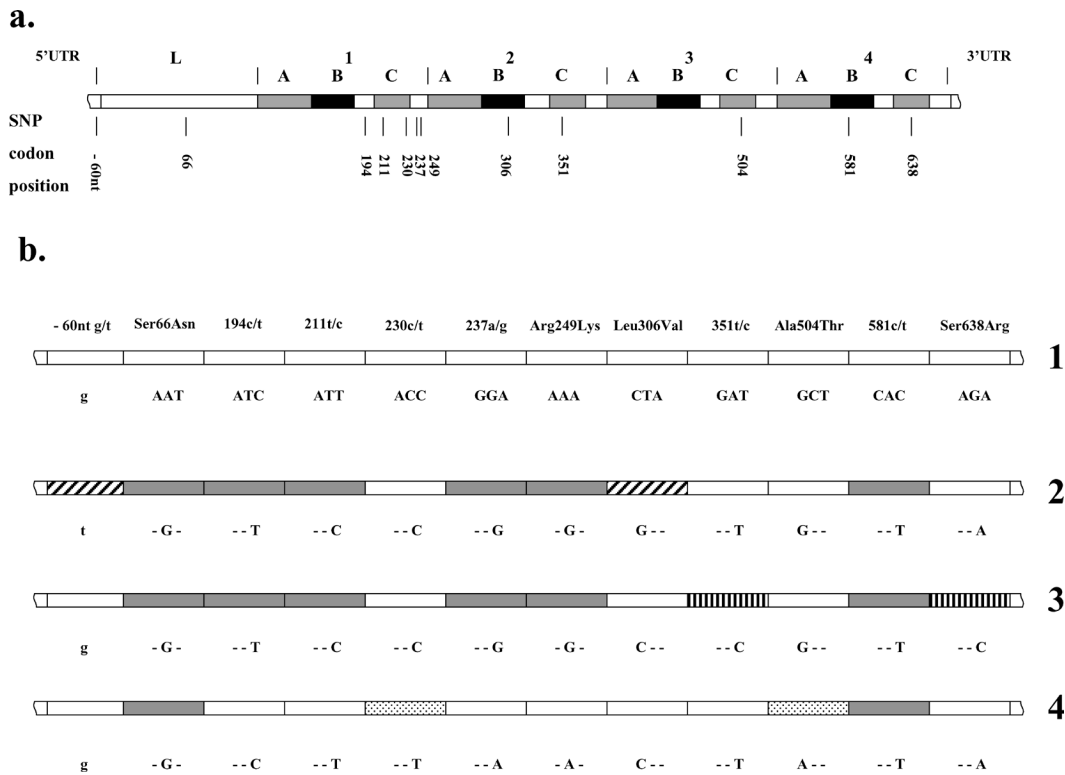 a.
5'UTR L 1 2 3 4 3'UTR
A B C A B C A B C A B C
SNP
codon
position
- 60nt 66 194 211 230 237 249 306 351 504 581 638
b.
- 60nt g/t Ser66Asn 194c/t 211t/c 230c/t 237a/g Arg249Lys Leu306Val 351t/c Ala504Thr 581c/t Ser638Arg
1
g AAT ATC ATT ACC GGA AAA CTA GAT GCT CAC AGA
2
t - G - - - T - - C - - C - - G - G - G - - - - T G - - - - T - - A
3
g - G - - - T - - C - - C - - G - G - C - - - - C G - - - - T - - C
4
g - G - - - C - - T - - T - - A - A - C - - - - T A - - - - T - - A